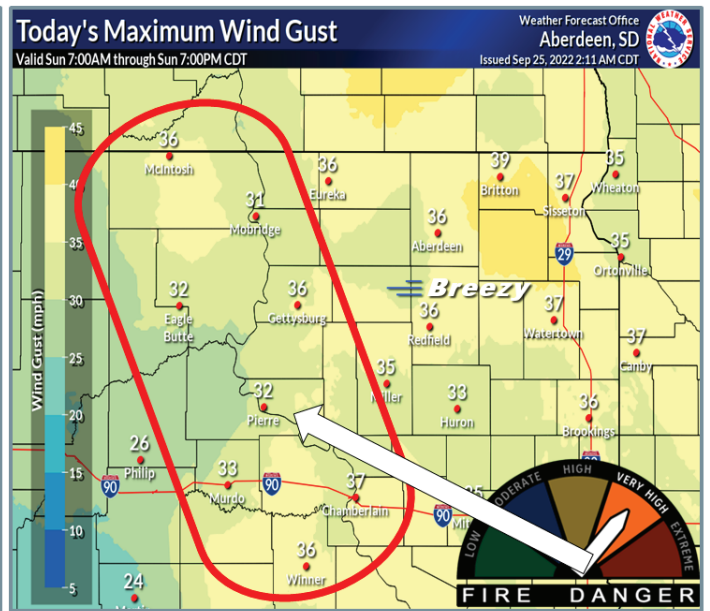 Today's Maximum Wind Gust
Valid Sun 7:00AM through Sun 7:00PM CDT
Weather Forecast Office
Aberdeen, SD
Issued Sep 25, 2022 2:11 AM CDT
NATIONAL WEATHER SERVICE
Wind Gust (mph)
45
40
35
30
25
20
15
10
5
36
McIntosh
31
Mobridge
36
Eureka
39
Britton
37
Sisseton
35
Wheaton
36
Aberdeen
29
35
Ortonville
32
Eagle
Butte
36
Gettysburg
Breezy
36
Redfield
37
Watertown
37
Canby
35
Miller
32
Pierre
33
Huron
36
Brookings
26
Philip
90
33
Murdo
90
37
Chamberlain
90
36
Winner
24
LOW
MODERATE
HIGH
VERY HIGH
EXTREME
FIRE DANGER